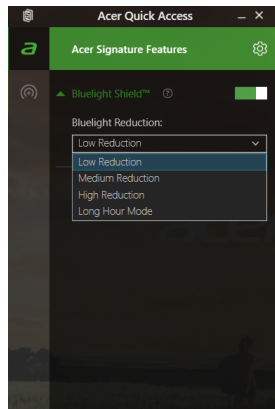 Acer Quick Access
a
Acer Signature Features
Bluelight Shield™
Bluelight Reduction:
Low Reduction
Low Reduction
Medium Reduction
High Reduction
Long Hour Mode
acer